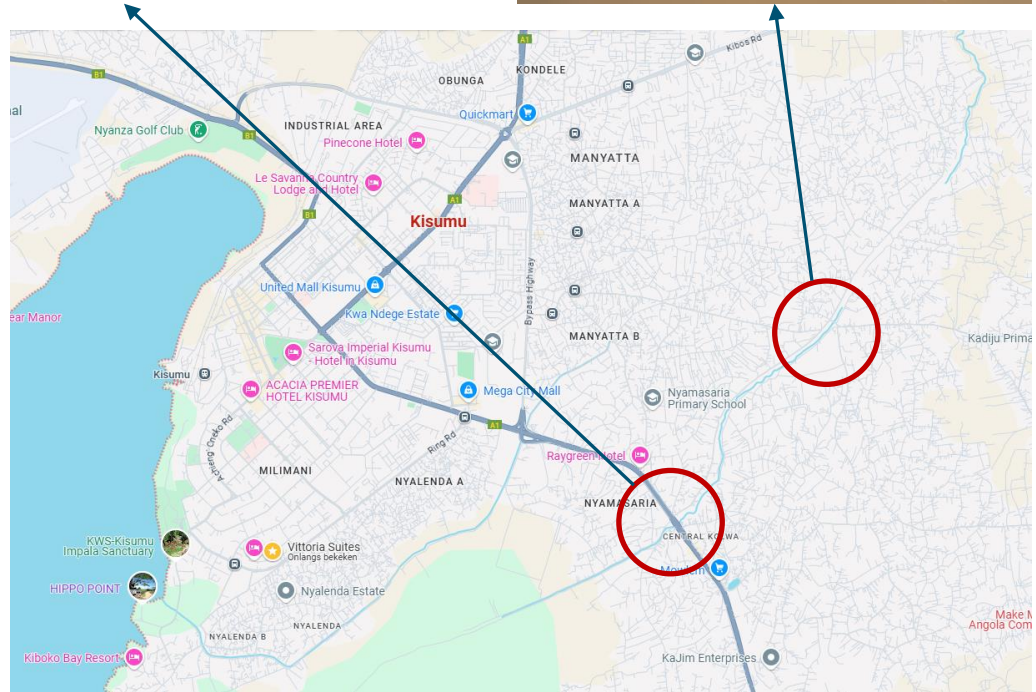 A1
Kibos Rd
KONDELE
OBUNGA
B1
Quickmart
al
Nyanza Golf Club
B1
INDUSTRIAL AREA
Pinecone Hotel
MANYATTA
Le Savanna Country
Lodge and Hotel
A1
MANYATTA A
B1
Kisumu
Bypass Highway
United Mall Kisumu
Kwa Ndege Estate
ear Manor
MANYATTA B
Kadiju Prima
Sarova Imperial Kisumu
- Hotel in Kisumu
Kisumu
ACACIA PREMIER
HOTEL KISUMU
Mega City Mall
Nyamasaria
Primary School
A1
Ring Rd
Raygreen Hotel
MILIMANI
NYALENDA A
NYAMASARIA
CENTRAL KOLWA
KWS-Kisumu
Impala Sanctuary
Vittoria Suites
Onlangs bekeken
HIPPO POINT
Nyalenda Estate
Make M
Angola Com
NYALENDA
NYALENDA B
Kiboko Bay Resort
KaJim Enterprises